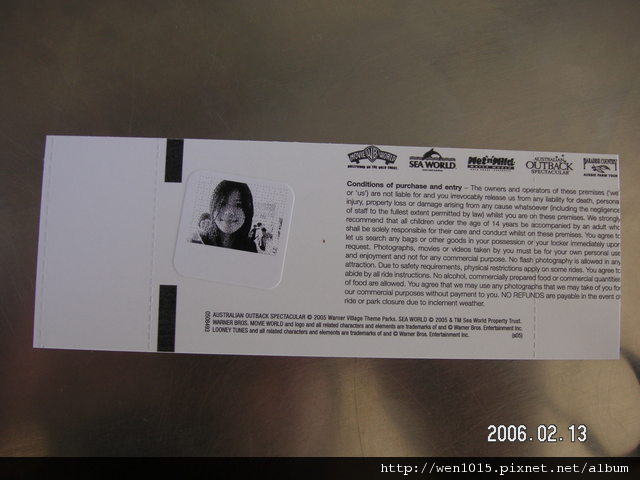 MOVIE WORLD
HOLLYWOOD ON THE GOLD COAST
SEA WORLD
Wet'n'Wild
WATER WORLD
AUSTRALIAN
OUTBACK
SPECTACULAR
PARADISE COUNTRY
AUSSIE FARM TOUR
Conditions of purchase and entry – The owners and operators of these premises ('we'
or 'us') are not liable for and you irrevocably release us from any liability for death, persona
injury, property loss or damage arising from any cause whatsoever (including the negligence
of staff to the fullest extent permitted by law) whilst you are on these premises. We strongly
recommend that all children under the age of 14 years be accompanied by an adult who
shall be solely responsible for their care and conduct whilst on these premises. You agree to
let us search any bags or other goods in your possession or your locker immediately upon
request. Photographs, movies or videos taken by you must be for your own personal use
and enjoyment and not for any commercial purpose. No flash photography is allowed in any
attraction. Due to safety requirements, physical restrictions apply on some rides. You agree to
abide by all ride instructions. No alcohol, commercially prepared food or commercial quantities
of food are allowed. You agree that we may use any photographs that we may take of you for
our commercial purposes without payment to you. NO REFUNDS are payable in the event of
ride or park closure due to inclement weather.
AUSTRALIAN OUTBACK SPECTACULAR © 2005 Warner Village Theme Parks. SEA WORLD © 2005 & TM Sea World Property Trust.
WARNER BROS. MOVIE WORLD and logo and all related characters and elements are trademarks of and © Warner Bros. Entertainment Inc.
LOONEY TUNES and all related characters and elements are trademarks of and © Warner Bros. Entertainment Inc.
(a05)
2006.02.13
http://wen1015.pixnet.net/album